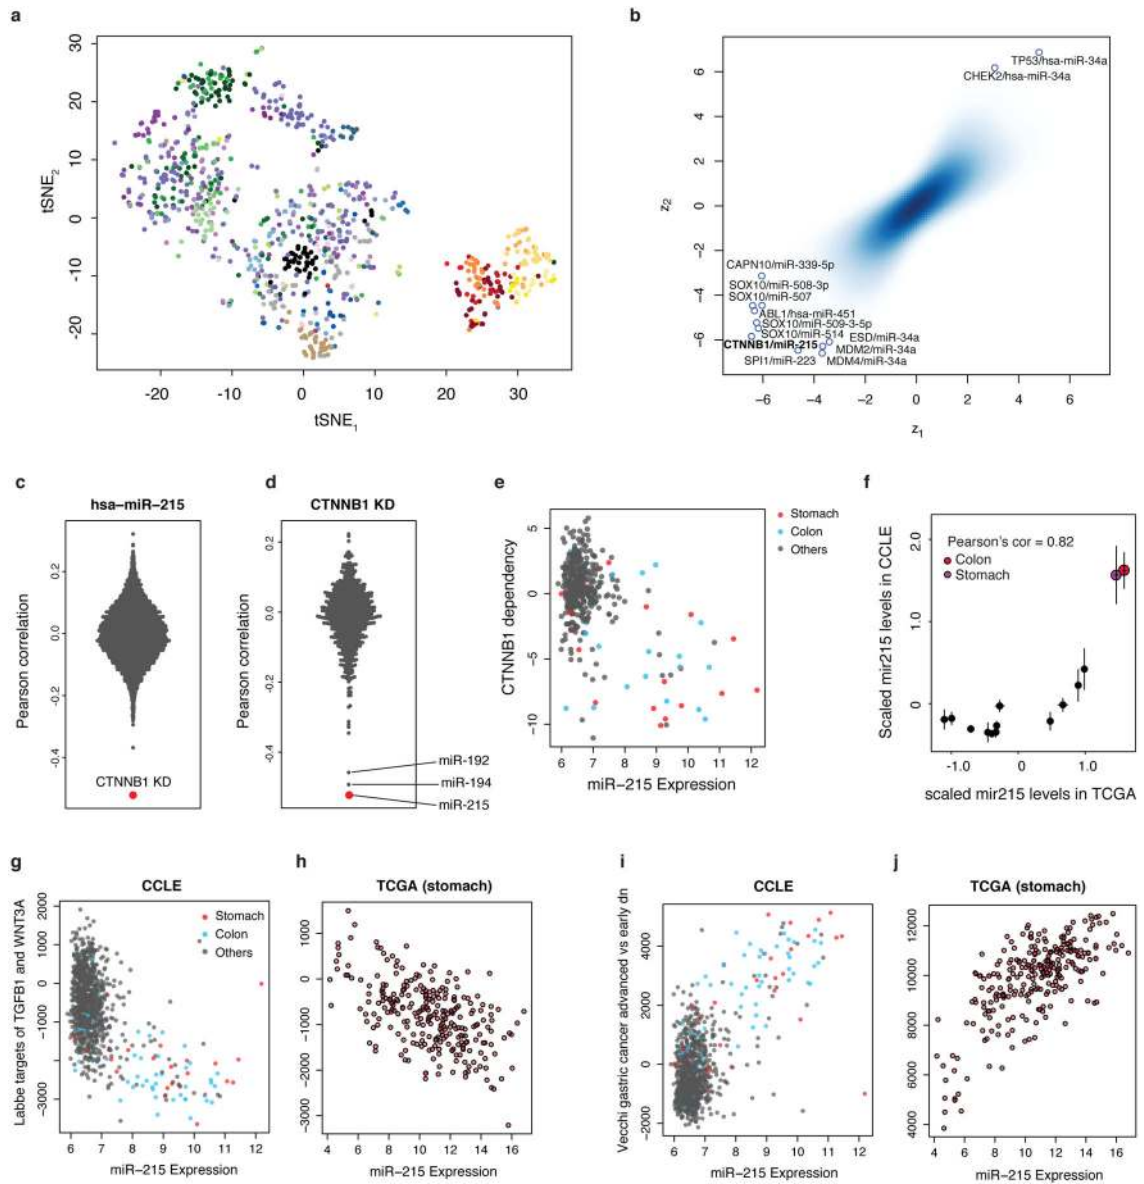 a
30
20
10
0
-10
-20
tSNE2
-20
-10
0
10
20
30
tSNE1
b
6
4
2
0
−2
−4
−6
z2
TP53/hsa-miR-34a
CHEK2/hsa-miR-34a
CAPN10/miR-339-5p
SOX10/miR-508-3p
SOX10/miR-507
ABL1/hsa-miR-451
SOX10/miR-509-3-5p
SOX10/miR-514
CTNNB1/miR-215
ESD/miR-34a
MDM2/miR-34a
SPI1/miR-223
MDM4/miR-34a
−6
−4
−2
0
2
4
6
z1
c
hsa−miR−215
Pearson correlation
0.2
0.0
-0.2
-0.4
CTNNB1 KD
d
CTNNB1 KD
Pearson correlation
0.2
0.0
-0.2
-0.4
miR-192
miR-194
miR-215
e
CTNNB1 dependency
5
0
−5
−10
6 7 8 9 10 11 12
miR−215 Expression
Stomach
Colon
Others
f
Scaled mir215 levels in CCLE
2.0
1.0
0
Pearson's cor = 0.82
Colon
Stomach
-1.0
0
1.0
scaled mir215 levels in TCGA
g
CCLE
Labbe targets of TGFB1 and WNT3A
2000
1000
0
−1000
−3000
Stomach
Colon
Others
6 7 8 9 10 11 12
miR−215 Expression
h
TCGA (stomach)
1000
0
−1000
−2000
−3000
4 6 8 10 12 14 16
miR−215 Expression
i
CCLE
Vecchi gastric cancer advanced vs early dn
4000
2000
0
−2000
6 7 8 9 10 11 12
miR−215 Expression
j
TCGA (stomach)
12000
10000
8000
6000
4000
4 6 8 10 12 14 16
miR−215 Expression